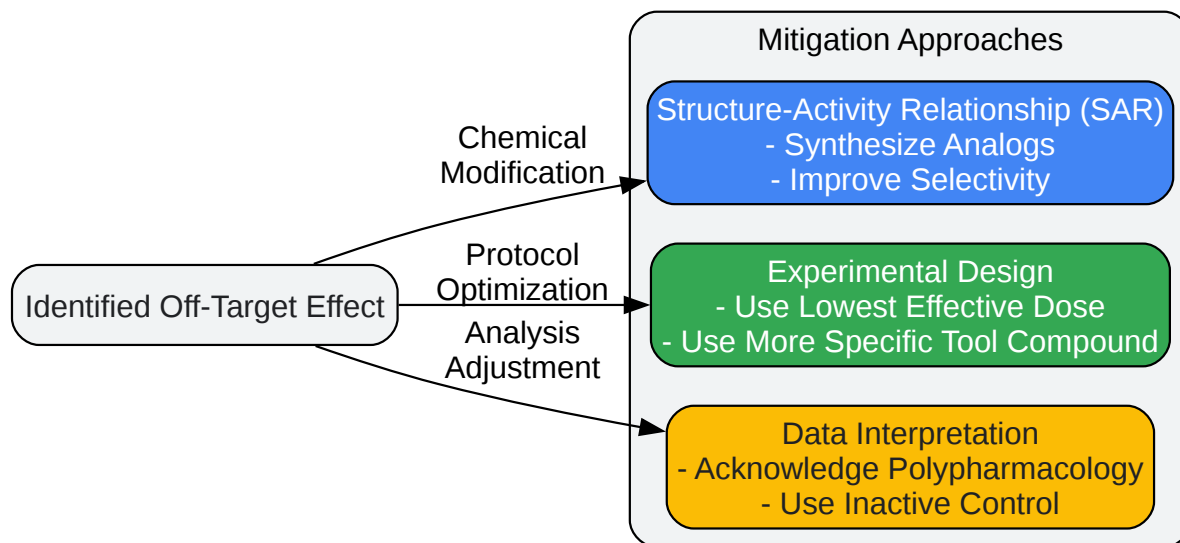 Mitigation Approaches
Structure-Activity Relationship (SAR)
- Synthesize Analogs
- Improve Selectivity
Chemical
Modification
Identified Off-Target Effect
Protocol
Optimization
Experimental Design
- Use Lowest Effective Dose
- Use More Specific Tool Compound
Analysis
Adjustment
Data Interpretation
- Acknowledge Polypharmacology
- Use Inactive Control